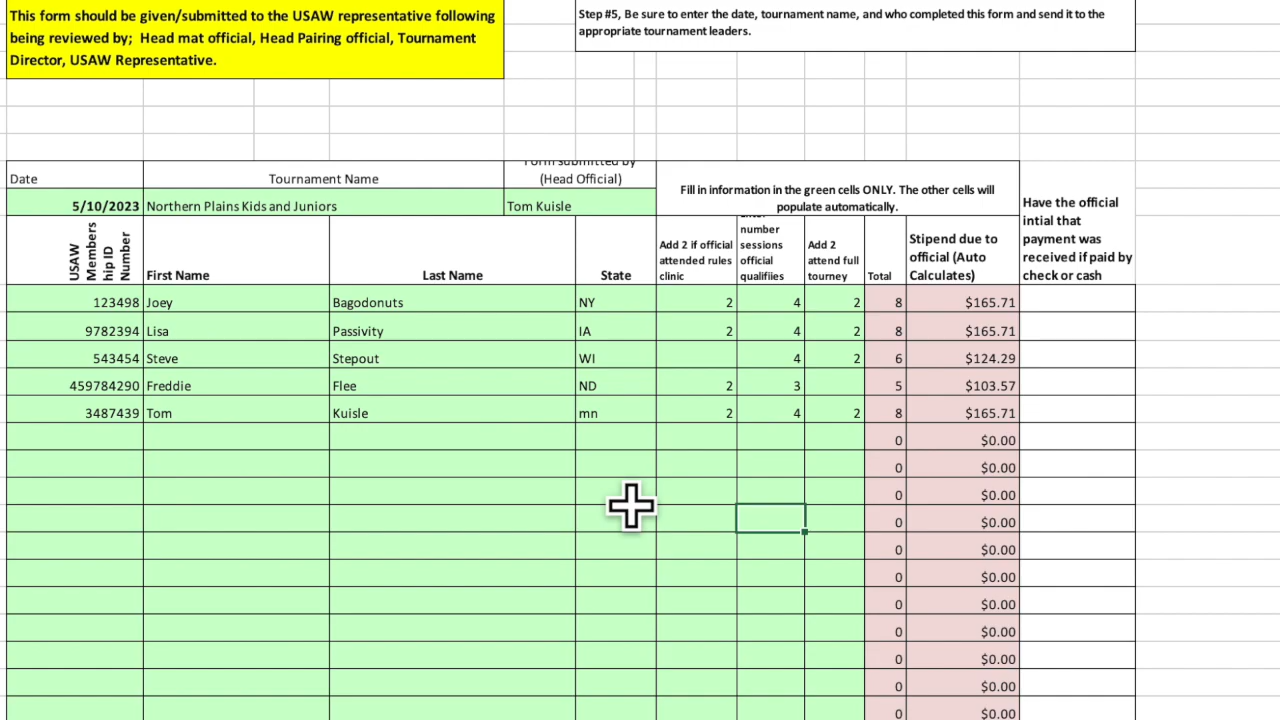 This form should be given/submitted to the USAW representative following
being reviewed by;  Head mat official, Head Pairing official, Tournament
Director, USAW Representative.
Step #5, Be sure to enter the date, tournament name, and who completed this form and send it to the
appropriate tournament leaders.
Date
Tournament Name
Form submitted by
(Head Official)
Fill in information in the green cells ONLY. The other cells will
populate automatically.
5/10/2023 Northern Plains Kids and Juniors Tom Kuisle
Have the official
intial that
payment was
received if paid by
check or cash
USAW
Members
hip ID
Number
First Name
Last Name
State
Add 2 if official
attended rules
clinic
number
sessions
official
qualifiies
Add 2
attend full
tourney
Total
Stipend due to
official (Auto
Calculates)
123498 Joey Bagodonuts NY 2 4 2 8 $165.71
9782394 Lisa Passivity IA 2 4 2 8 $165.71
543454 Steve Stepout WI 4 2 6 $124.29
459784290 Freddie Flee ND 2 3 5 $103.57
3487439 Tom Kuisle mn 2 4 2 8 $165.71
0 $0.00
0 $0.00
0 $0.00
0 $0.00
0 $0.00
0 $0.00
0 $0.00
0 $0.00
0 $0.00
0 $0.00
0 $0.00